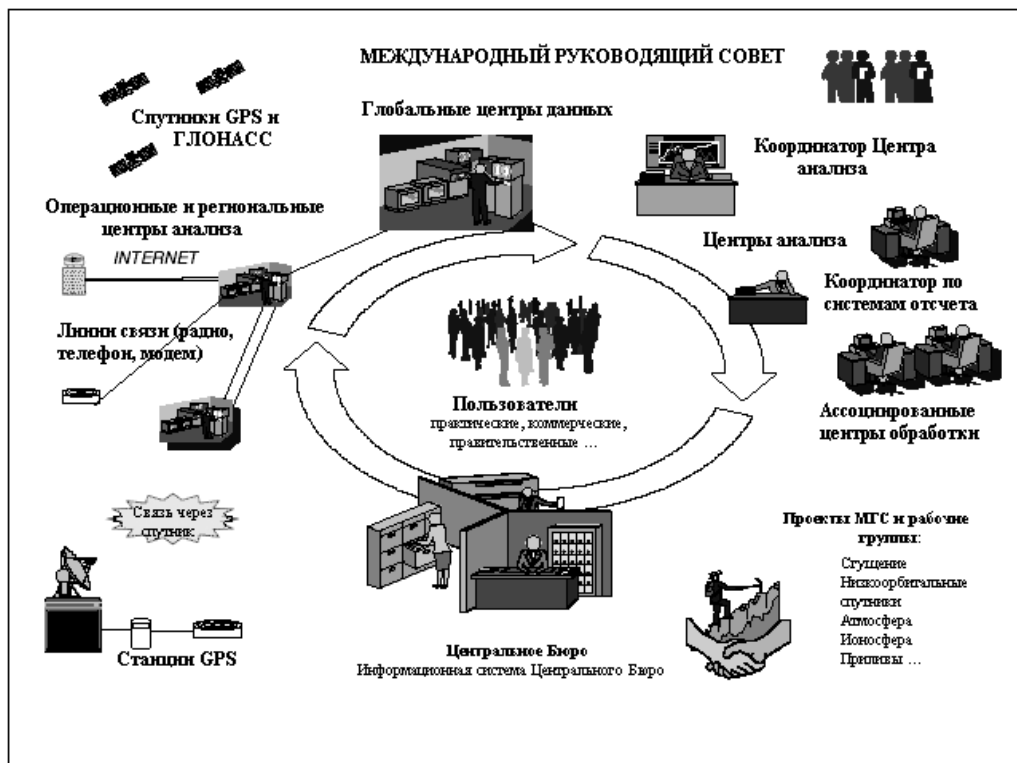 МЕЖДУНАРОДНЫЙ РУКОВОДЯЩИЙ СОВЕТ
Спутники GPS и
ГЛОНАСС
Глобальные центры данных
Координатор Центра
анализа
Операционные и региональные
центры анализа
INTERNET
Центры анализа
Координатор по
системам отсчета
Линии связи (радио,
телефон, модем)
Пользователи
практические, коммерческие,
правительственные ...
Ассоциированные
центры обработки
Связь через
спутник
Станции GPS
Центральное Бюро
Информационная система Центрального Бюро
Проекты МГС и рабочие
группы:
Сгущение
Низкоорбитальные
спутники
Атмосфера
Ионосфера
Приливы ...